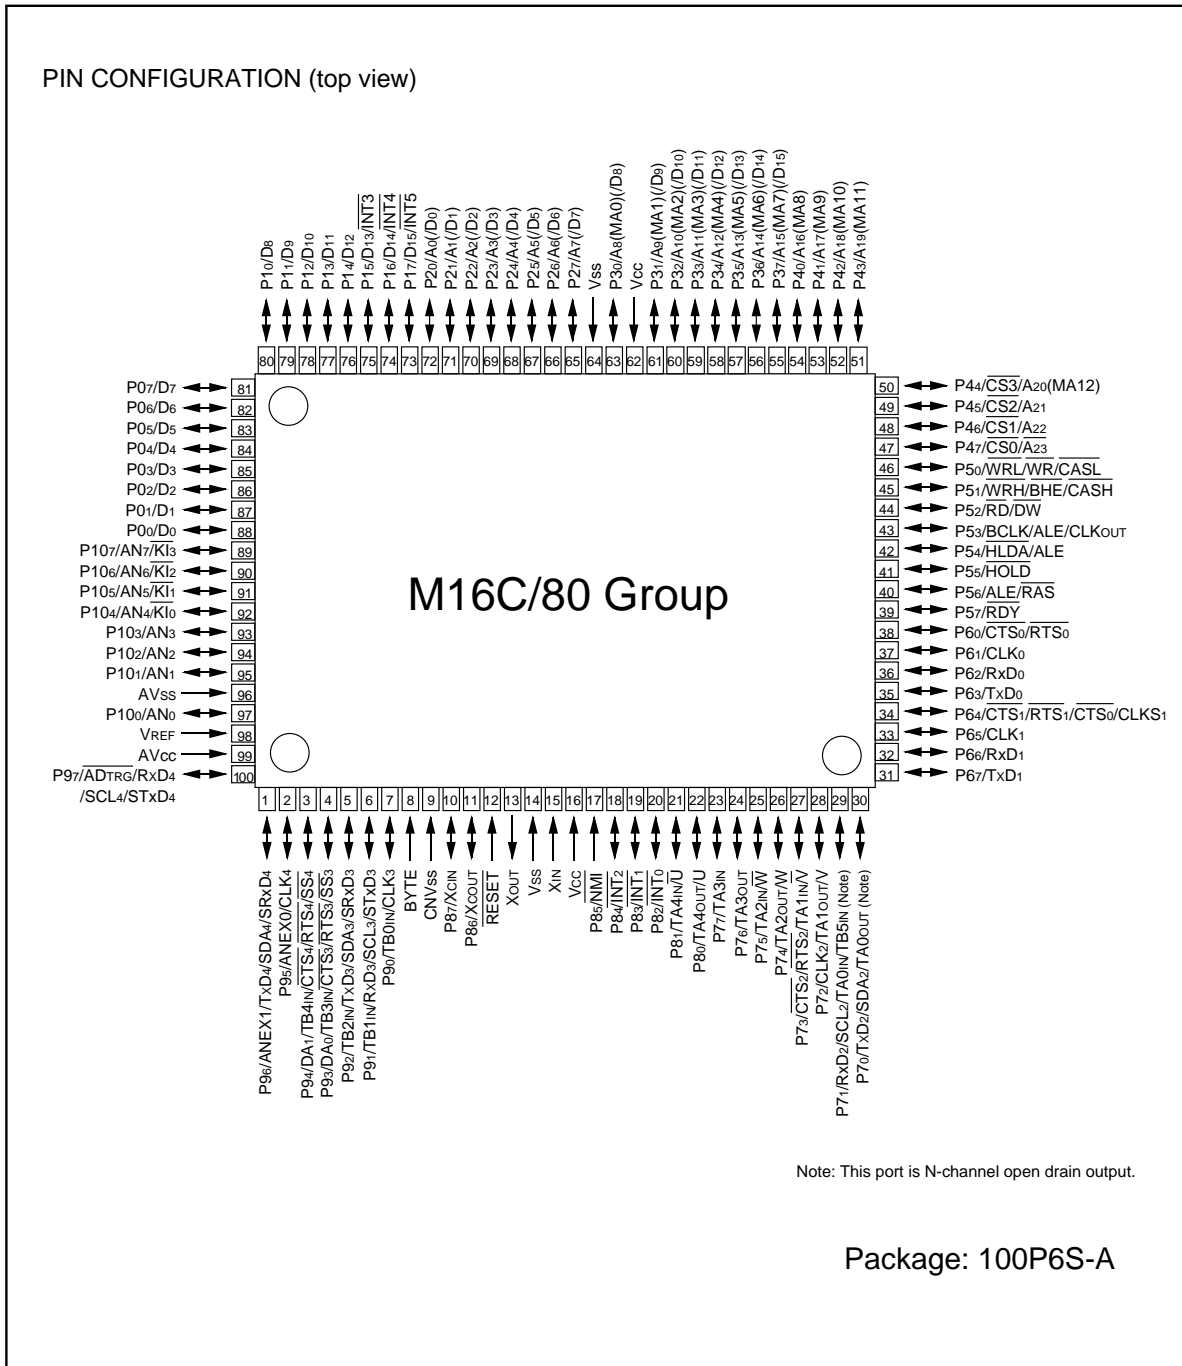 PIN CONFIGURATION (top view)
P10/D8
P11/D9
P12/D10
P13/D11
P14/D12
P15/D13/INT3
P16/D14/INT4
P17/D15/INT5
P20/A0(/D0)
P21/A1(/D1)
P22/A2(/D2)
P23/A3(/D3)
P24/A4(/D4)
P25/A5(/D5)
P26/A6(/D6)
P27/A7(/D7)
Vss
P30/A8(MA0)(/D8)
Vcc
P31/A9(MA1)(/D9)
P32/A10(MA2)(/D10)
P33/A11(MA3)(/D11)
P34/A12(MA4)(/D12)
P35/A13(MA5)(/D13)
P36/A14(MA6)(/D14)
P37/A15(MA7)(/D15)
P40/A16(MA8)
P41/A17(MA9)
P42/A18(MA10)
P43/A19(MA11)
80 79 78 77 76 75 74 73 72 71 70 69 68 67 66 65 64 63 62 61 60 59 58 57 56 55 54 53 52 51
P07/D7 81
P06/D6 82
P05/D5 83
P04/D4 84
P03/D3 85
P02/D2 86
P01/D1 87
P00/D0 88
P107/AN7/KI3 89
P106/AN6/KI2 90
P105/AN5/KI1 91
P104/AN4/KI0 92
P103/AN3 93
P102/AN2 94
P101/AN1 95
AVSS 96
P100/AN0 97
VREF 98
AVcc 99
P97/ADTRG/RxD4 100
/SCL4/STxD4
M16C/80 Group
50 P44/CS3/A20(MA12)
49 P45/CS2/A21
48 P46/CS1/A22
47 P47/CS0/A23
46 P50/WRL/WR/CASL
45 P51/WRH/BHE/CASH
44 P52/RD/DW
43 P53/BCLK/ALE/CLKOUT
42 P54/HLDA/ALE
41 P55/HOLD
40 P56/ALE/RAS
39 P57/RDY
38 P60/CTS0/RTS0
37 P61/CLK0
36 P62/RxD0
35 P63/TxD0
34 P64/CTS1/RTS1/CTS0/CLKS1
33 P65/CLK1
32 P66/RxD1
31 P67/TxD1
1 2 3 4 5 6 7 8 9 10 11 12 13 14 15 16 17 18 19 20 21 22 23 24 25 26 27 28 29 30
P96/ANEX1/TxD4/SDA4/SRxD4
P95/ANEX0/CLK4
P94/DA1/TB4IN/CTS4/RTS4/SS4
P93/DA0/TB3IN/CTS3/RTS3/SS3
P92/TB2IN/TxD3/SDA3/SRxD3
P91/TB1IN/RxD3/SCL3/STxD3
P90/TB0IN/CLK3
BYTE
CNVss
P87/XCIN
P86/XCOUT
RESET
XOUT
VSS
XIN
VCC
P85/NMI
P84/INT2
P83/INT1
P82/INT0
P81/TA4IN/U
P80/TA4OUT/U
P77/TA3IN
P76/TA3OUT
P75/TA2IN/W
P74/TA2OUT/W
P73/CTS2/RTS2/TA1IN/V
P72/CLK2/TA1OUT/V
P71/RxD2/SCL2/TA0IN/TB5IN (Note)
P70/TxD2/SDA2/TA0OUT (Note)
Note: This port is N-channel open drain output.
Package: 100P6S-A